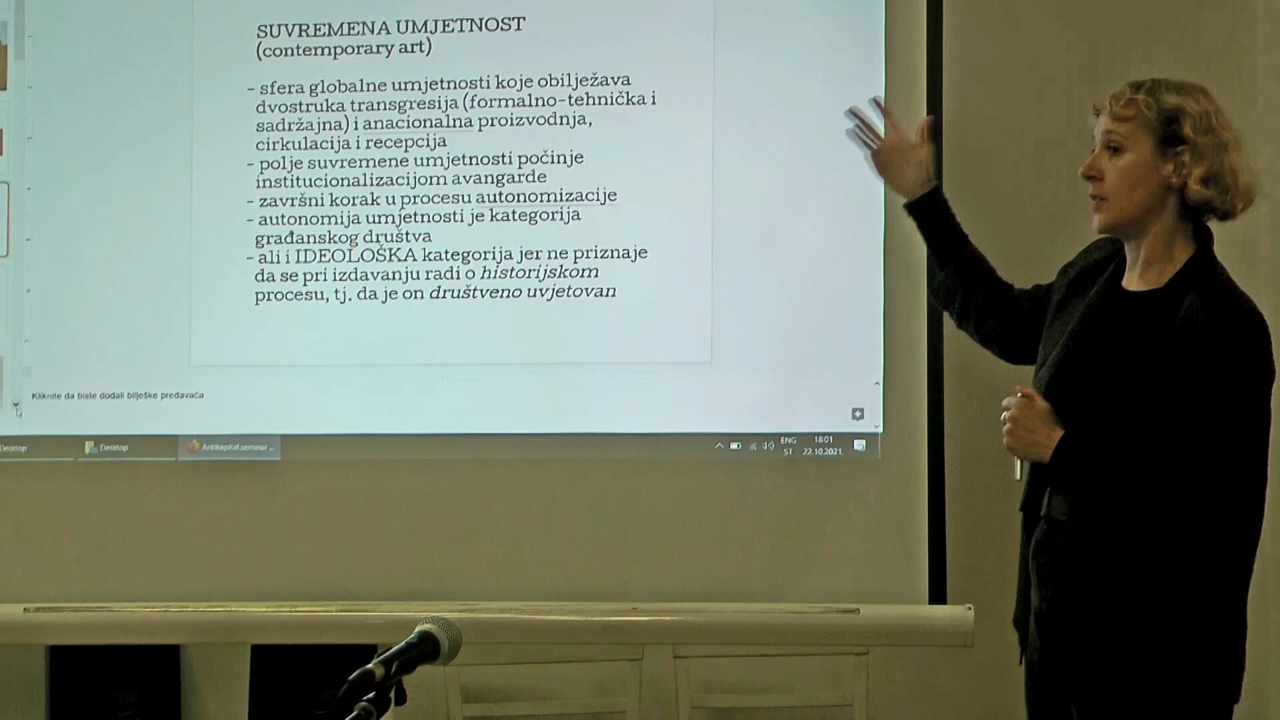 SUVREMENA UMJETNOST
(contemporary art)
- sfera globalne umjetnosti koje obilježava
dvostruka transgresija (formalno-tehnička i
sadržajna) i anacionalna proizvodnja,
cirkulacija i recepcija
- polje suvremene umjetnosti počinje
institucionalizacijom avangarde
- završni korak u procesu autonomizacije
- autonomija umjetnosti je kategorija
građanskog društva
- ali i IDEOLOŠKA kategorija jer ne priznaje
da se pri izdavanju radi o historijskom
procesu, tj. da je on društveno uvjetovan
Kliknite da biste dodali bilješke predavača
Desktop
Desktop
Antikapital.seminar ...
ENG
ST
18:01
22.10.2021.